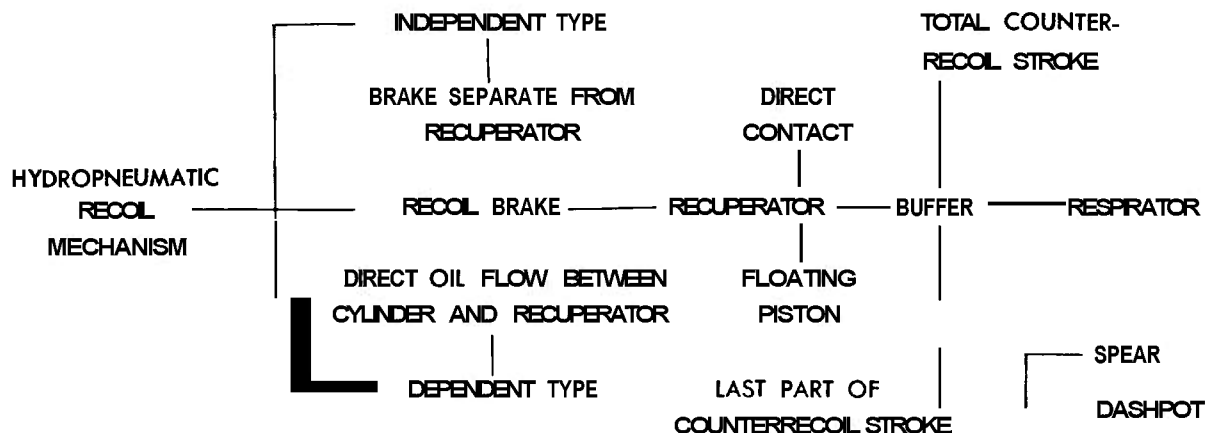 INDEPENDENT TYPE
BRAKE SEPARATE FROM
RECUPERATOR
TOTAL COUNTER-
RECOIL STROKE
DIRECT
CONTACT
HYDROPNEUMATIC
RECOIL
MECHANISM
RECOIL BRAKE
RECUPERATOR
BUFFER
RESPIRATOR
DIRECT OIL FLOW BETWEEN
CYLINDER AND RECUPERATOR
FLOATING
PISTON
DEPENDENT TYPE
LAST PART OF
COUNTERRECOIL STROKE
SPEAR
DASHPOT